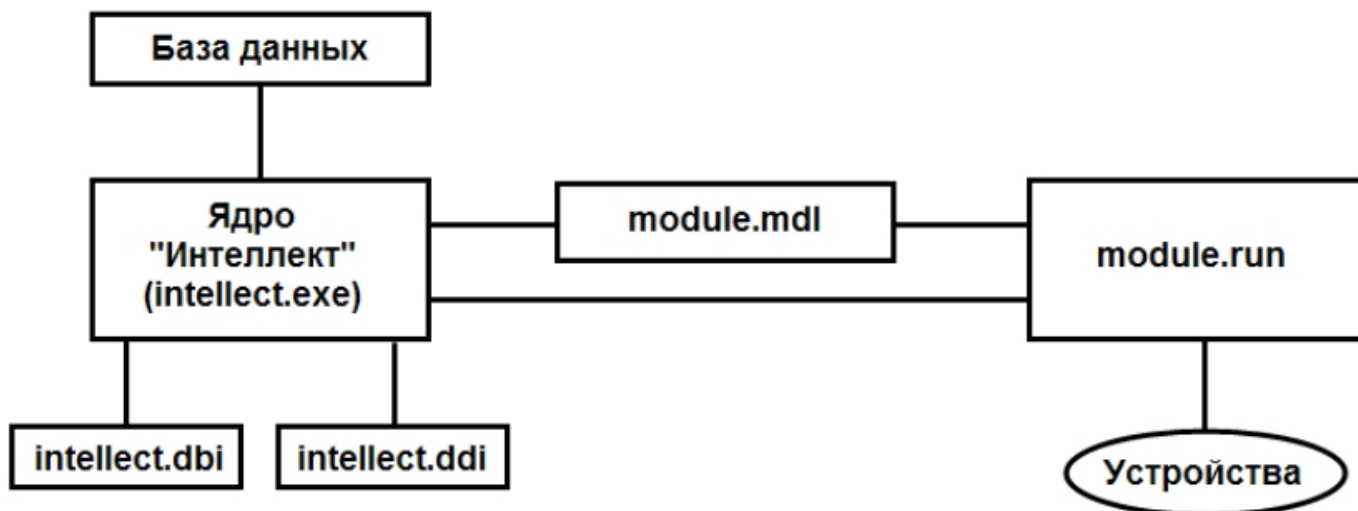 База данных
Ядро
"Интеллект"
(intellect.exe)
module.mdl
module.run
intellect.dbi
intellect.ddi
Устройства